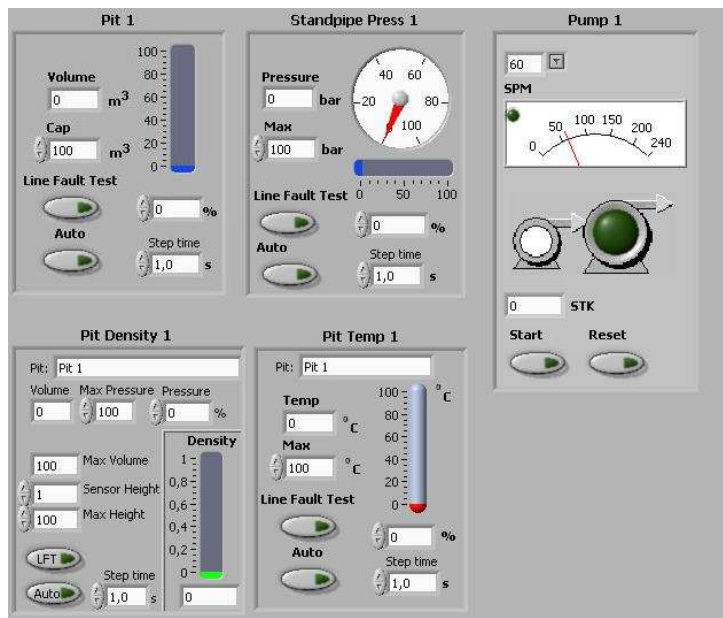 Pit 1
Volume
0 m³
Cap
100 m³
100
80
60
40
20
0
Line Fault Test
0 %
Auto
Step time
1,0 s
Standpipe Press 1
Pressure
0 bar
Max
100 bar
40 60
20 80
0 100
0 50 100
Line Fault Test
0 %
Auto
Step time
1,0 s
Pump 1
60
SPM
0 50 100 150 200 240
0 STK
Start Reset
Pit Density 1
Pit: Pit 1
Volume Max Pressure Pressure
0 100 0 %
Density
100 Max Volume
1 Sensor Height
100 Max Height
1
0,8
0,6
0,4
0,2
0
LFT
Auto
Step time
1,0 s
0
Pit Temp 1
Pit: Pit 1
Temp
0 °C
Max
100 °C
100 °C
80
60
40
20
0
Line Fault Test
0 %
Auto
Step time
1,0 s